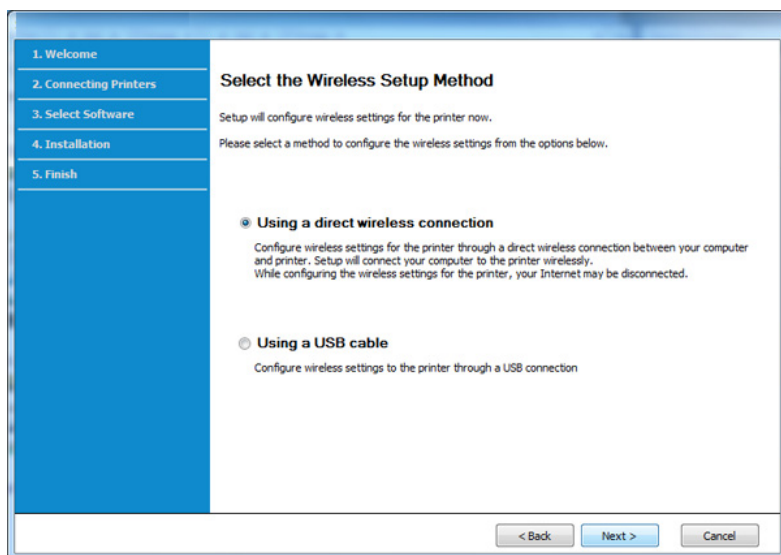 1. Welcome
2. Connecting Printers
3. Select Software
4. Installation
5. Finish
Select the Wireless Setup Method
Setup will configure wireless settings for the printer now.
Please select a method to configure the wireless settings from the options below.
Using a direct wireless connection
Configure wireless settings for the printer through a direct wireless connection between your computer
and printer. Setup will connect your computer to the printer wirelessly.
While configuring the wireless settings for the printer, your Internet may be disconnected.
Using a USB cable
Configure wireless settings to the printer through a USB connection
< Back
Next >
Cancel